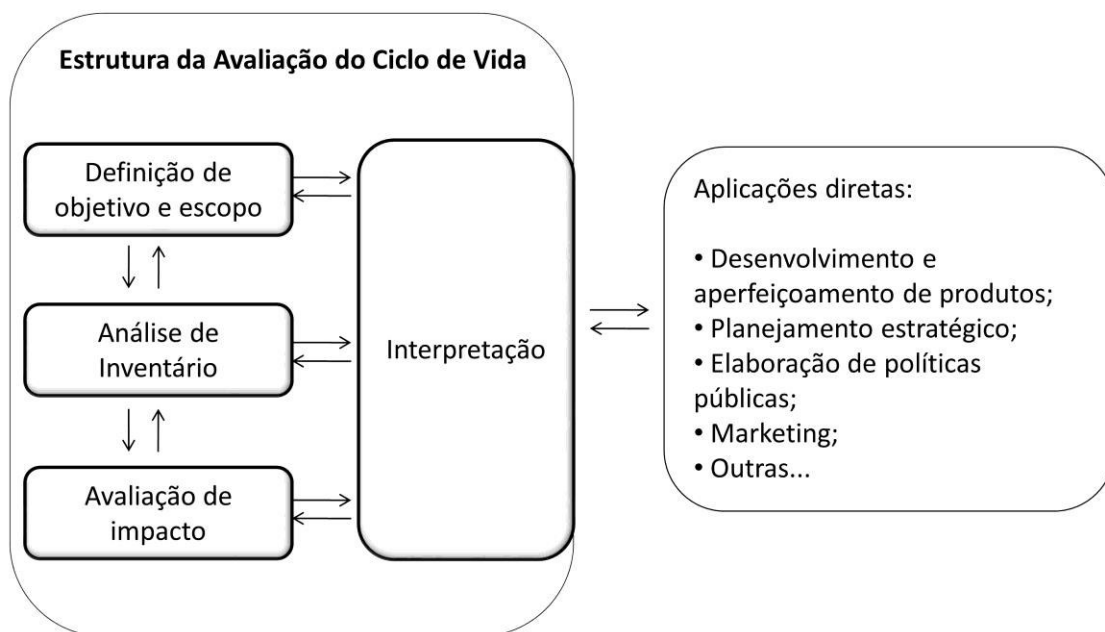 Estrutura da Avaliação do Ciclo de Vida
Definição de
objetivo e escopo
Análise de
Inventário
Avaliação de
impacto
Interpretação
Aplicações diretas:
• Desenvolvimento e
aperfeiçoamento de produtos;
• Planejamento estratégico;
• Elaboração de políticas
públicas;
• Marketing;
• Outras...